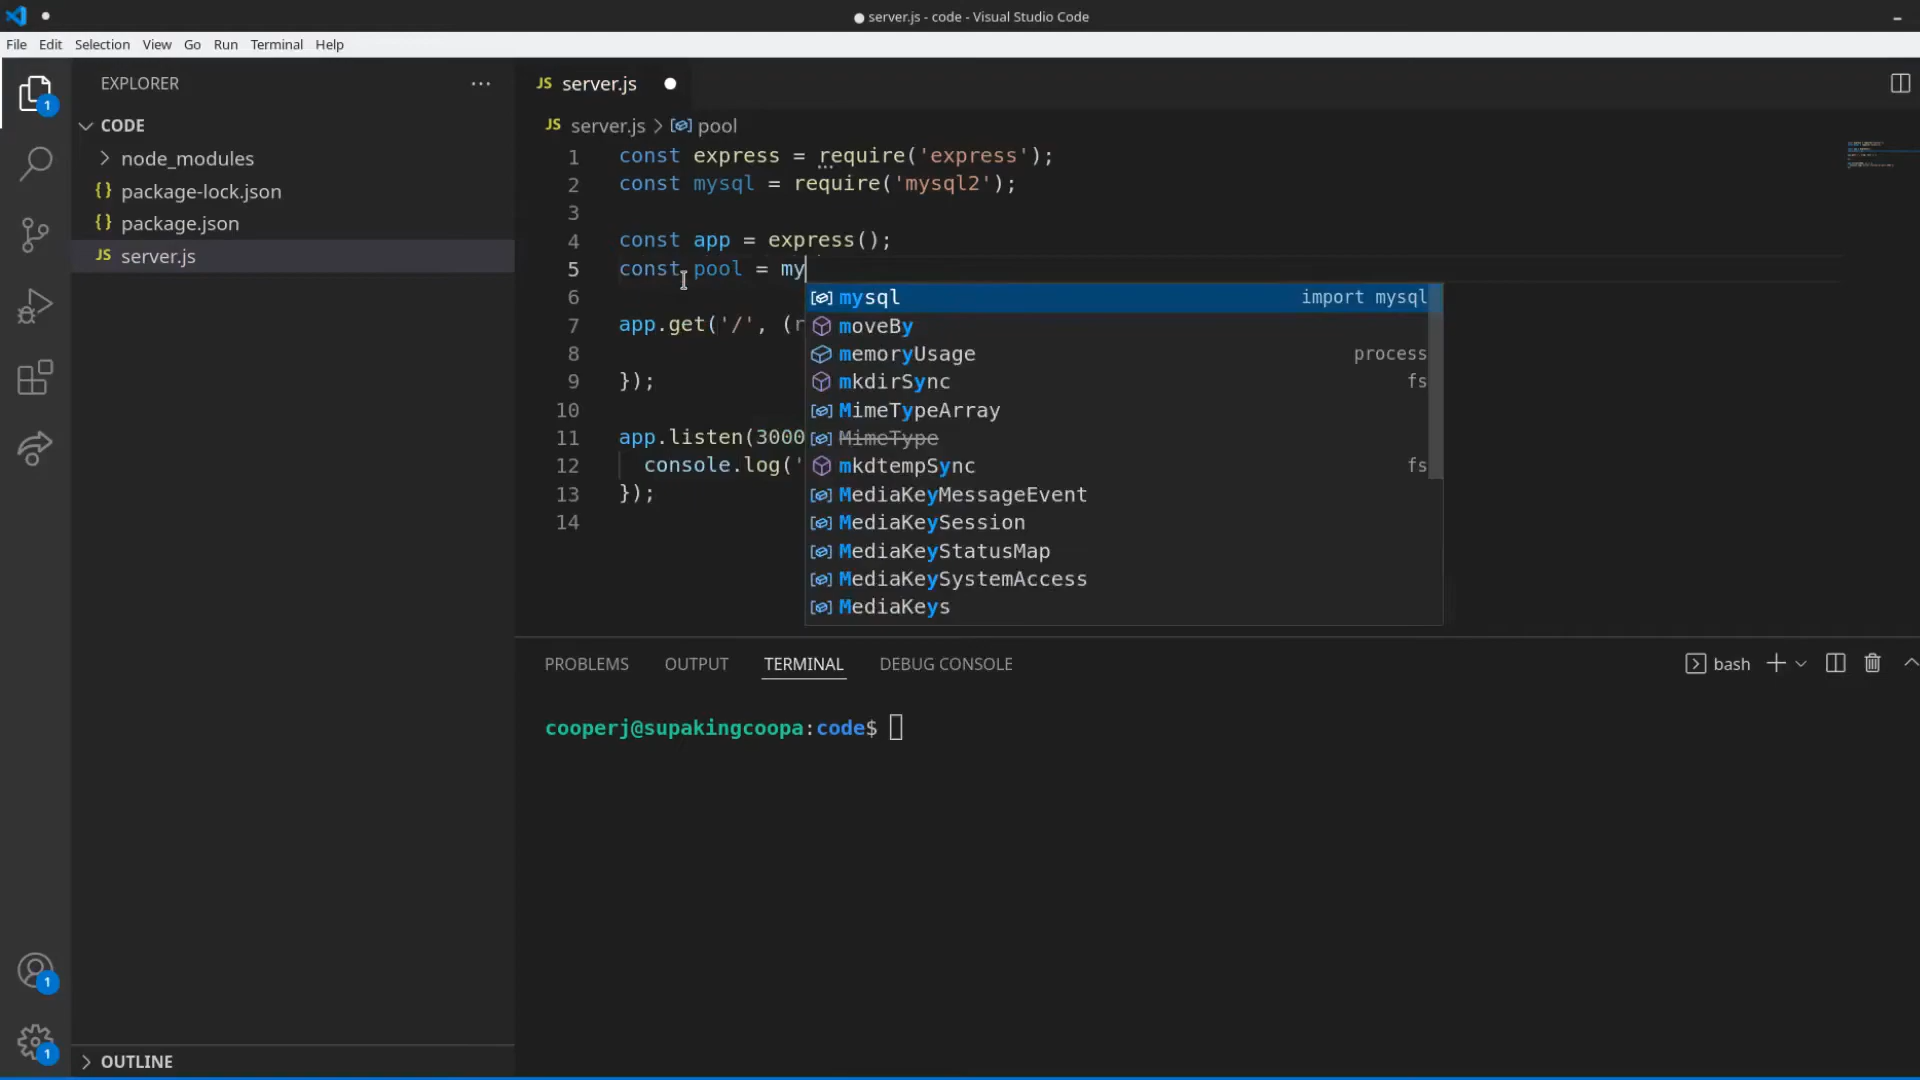 server.js - code - Visual Studio Code
File Edit Selection View Go Run Terminal Help
1
EXPLORER
CODE
node_modules
{} package-lock.json
{} package.json
JS server.js
OUTLINE
1
1
JS server.js
JS server.js > pool
1 const express = require('express');
2 const mysql = require('mysql2');
3
4 const app = express();
5 const pool = my
6
7 app.get('/', (r
8
9 });
10
11 app.listen(3000
12 console.log('
13 });
14
mysql import mysql
moveBy
memoryUsage process
mkdirSync fs
MimeTypeArray
MimeType
mkdtempSync fs
MediaKeyMessageEvent
MediaKeySession
MediaKeyStatusMap
MediaKeySystemAccess
MediaKeys
PROBLEMS OUTPUT TERMINAL DEBUG CONSOLE
bash
cooperj@supakingcoopa:code$